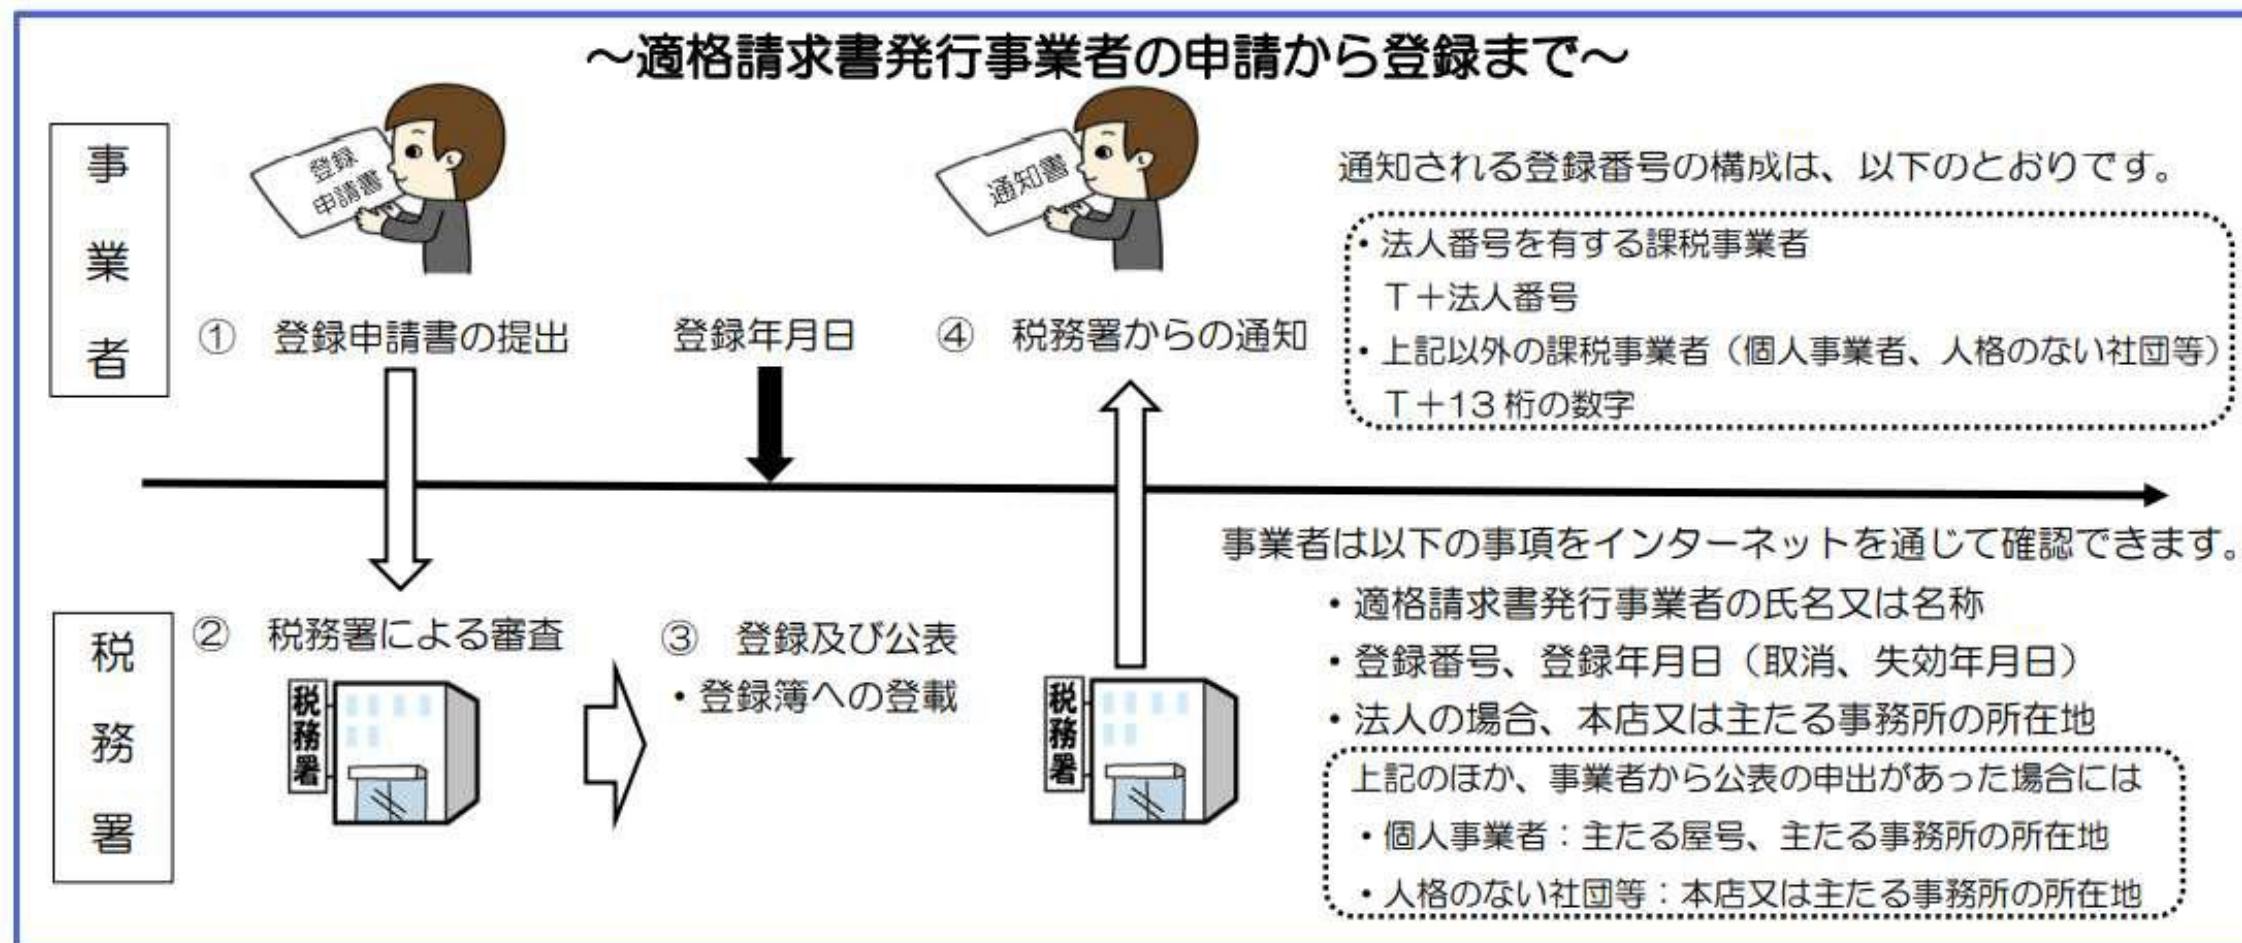 ～適格請求書発行事業者の申請から登録まで～
事業者
登録
申請書
① 登録申請書の提出
登録年月日
通知書
④ 税務署からの通知
通知される登録番号の構成は、以下のとおりです。
・法人番号を有する課税事業者
T＋法人番号
・上記以外の課税事業者（個人事業者、人格のない社団等）
T＋13桁の数字
税務署
② 税務署による審査
税務署
③ 登録及び公表
・登録簿への登載
税務署
事業者は以下の事項をインターネットを通じて確認できます。
・適格請求書発行事業者の氏名又は名称
・登録番号、登録年月日（取消、失効年月日）
・法人の場合、本店又は主たる事務所の所在地
上記のほか、事業者から公表の申出があった場合には
・個人事業者：主たる屋号、主たる事務所の所在地
・人格のない社団等：本店又は主たる事務所の所在地